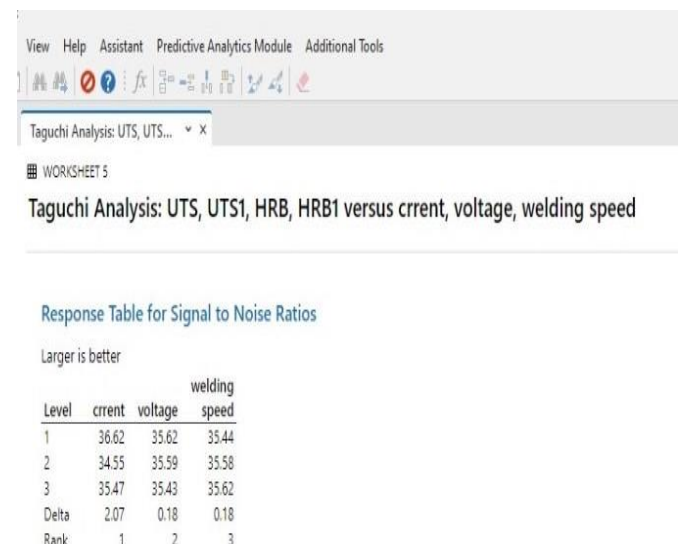 View Help Assistant Predictive Analytics Module Additional Tools
fx
Taguchi Analysis: UTS, UTS... X
WORKSHEET 5
Taguchi Analysis: UTS, UTS1, HRB, HRB1 versus crrent, voltage, welding speed
Response Table for Signal to Noise Ratios
Larger is better
welding
Level crrent voltage speed
1 36.62 35.62 35.44
2 34.55 35.59 35.58
3 35.47 35.43 35.62
Delta 2.07 0.18 0.18
Rank 1 2 3